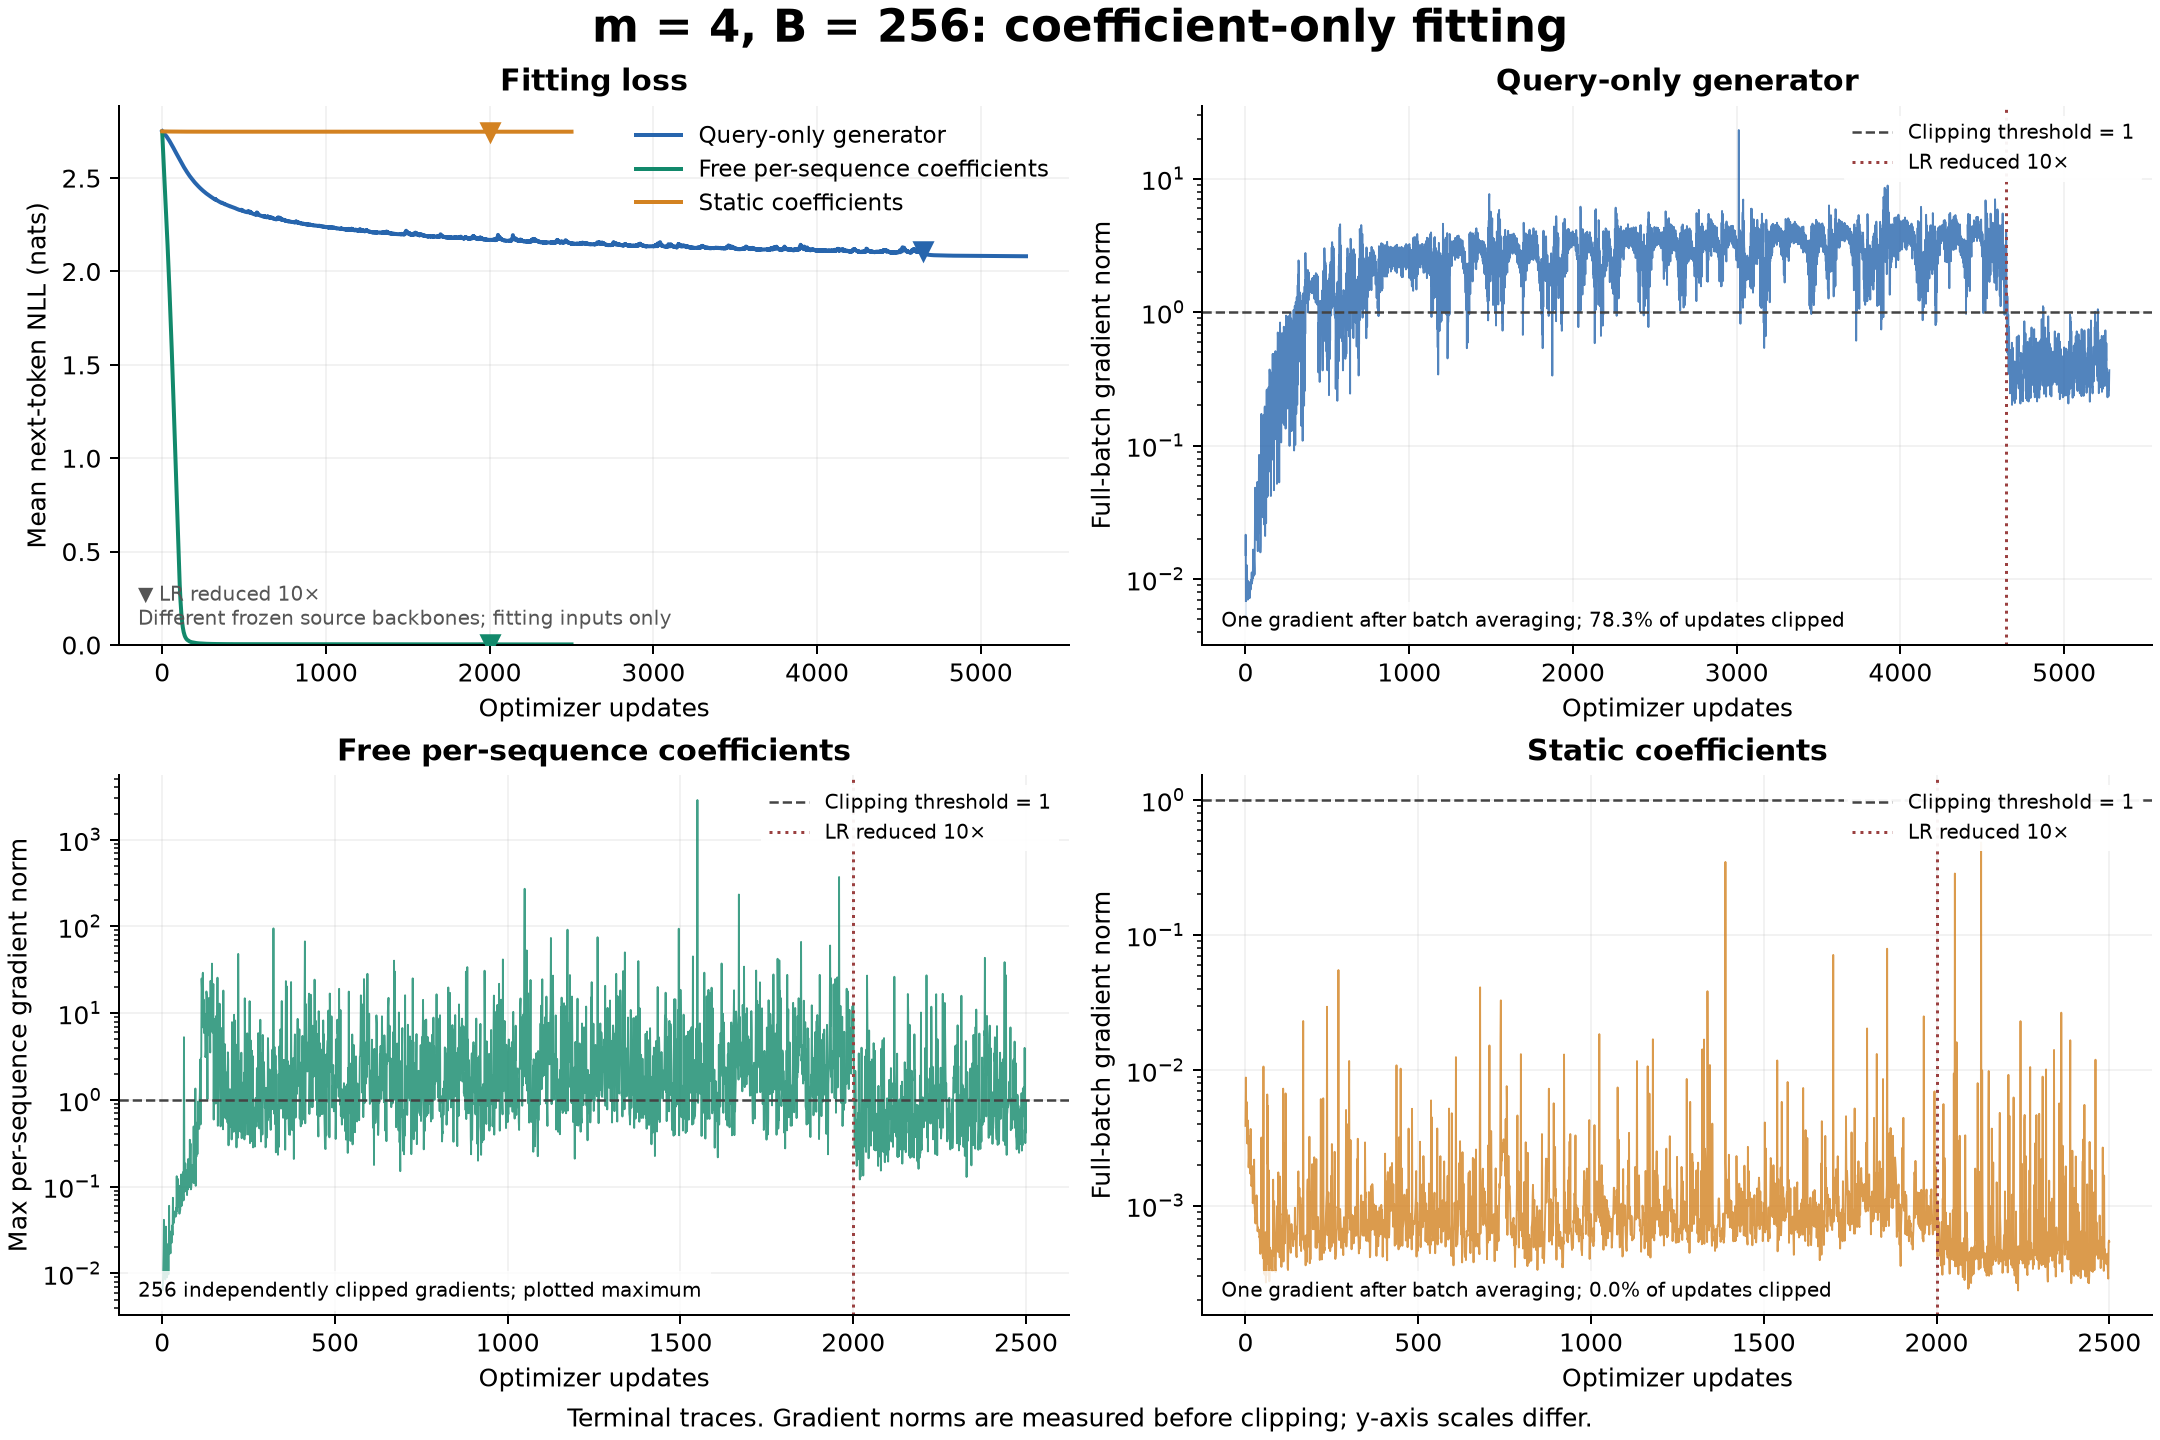 m = 4, B = 256: coefficient-only fitting
Fitting loss
Mean next-token NLL (nats)
2.5
2.0
1.5
1.0
0.5
0.0
Query-only generator
Free per-sequence coefficients
Static coefficients
▼ LR reduced 10×
Different frozen source backbones; fitting inputs only
0 1000 2000 3000 4000 5000
Optimizer updates
Query-only generator
Full-batch gradient norm
10¹
10⁰
10⁻¹
10⁻²
Clipping threshold = 1
LR reduced 10×
One gradient after batch averaging; 78.3% of updates clipped
0 1000 2000 3000 4000 5000
Optimizer updates
Free per-sequence coefficients
Max per-sequence gradient norm
10³
10²
10¹
10⁰
10⁻¹
10⁻²
Clipping threshold = 1
LR reduced 10×
256 independently clipped gradients; plotted maximum
0 500 1000 1500 2000 2500
Optimizer updates
Static coefficients
Full-batch gradient norm
10⁰
10⁻¹
10⁻²
10⁻³
Clipping threshold = 1
LR reduced 10×
One gradient after batch averaging; 0.0% of updates clipped
0 500 1000 1500 2000 2500
Optimizer updates
Terminal traces. Gradient norms are measured before clipping; y-axis scales differ.